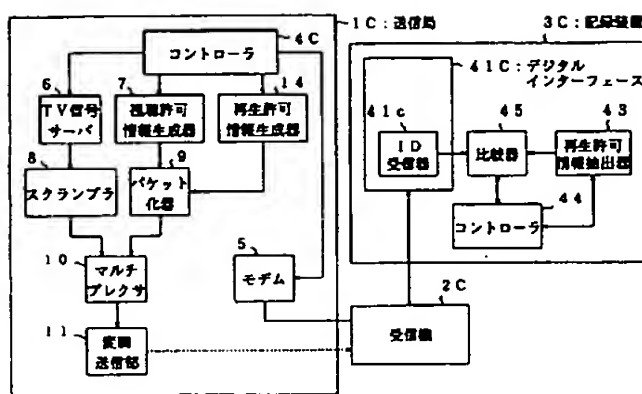 1C:送信局
4C
コントローラ
6
TV信号
サーバ
7
視聴許可
情報生成器
14
再生許可
情報生成器
8
スクランブラ
9
パケット
化器
10
マルチ
プレクサ
5
モデム
11
変調
送信部
3C:記録装置
41C:デジタル
インターフェース
41c
ID
受信器
45
比較器
43
再生許可
情報抽出器
44
コントローラ
2C
受信機